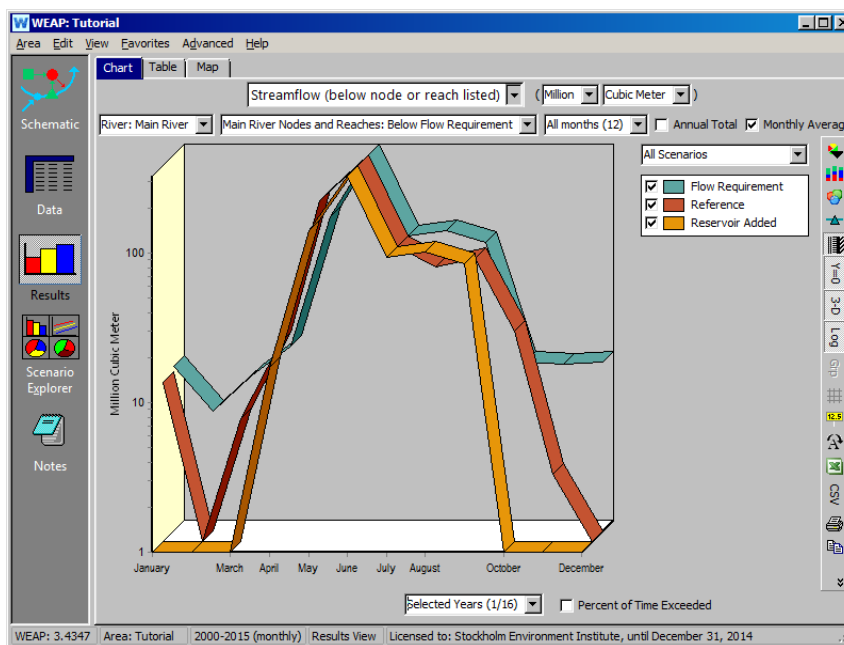 W WEAP: Tutorial
Area Edit View Favorites Advanced Help
Chart Table Map
Streamflow (below node or reach listed) ( Million Cubic Meter )
River: Main River Main River Nodes and Reaches: Below Flow Requirement All months (12) Annual Total Monthly Averag
Schematic
Data
Results
Scenario
Explorer
Notes
All Scenarios
Flow Requirement
Reference
Reservoir Added
Million Cubic Meter
100
10
1
January March April May June July August October December
Selected Years (1/16) Percent of Time Exceeded
Y=0
3-D
Log
Grp
12.5
A
CSV
WEAP: 3.4347 Area: Tutorial 2000-2015 (monthly) Results View Licensed to: Stockholm Environment Institute, until December 31, 2014